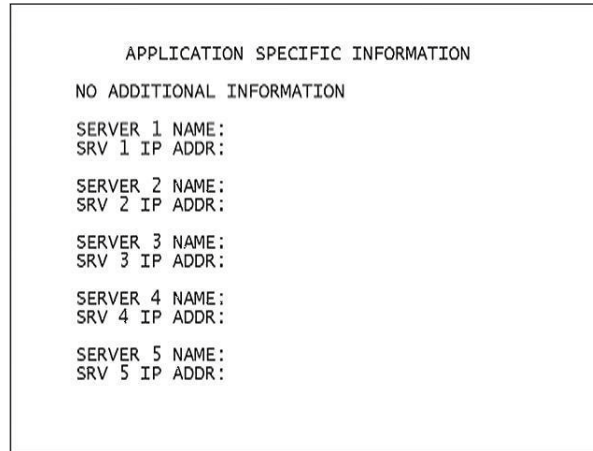 APPLICATION SPECIFIC INFORMATION
NO ADDITIONAL INFORMATION
SERVER 1 NAME:
SRV 1 IP ADDR:
SERVER 2 NAME:
SRV 2 IP ADDR:
SERVER 3 NAME:
SRV 3 IP ADDR:
SERVER 4 NAME:
SRV 4 IP ADDR:
SERVER 5 NAME:
SRV 5 IP ADDR: